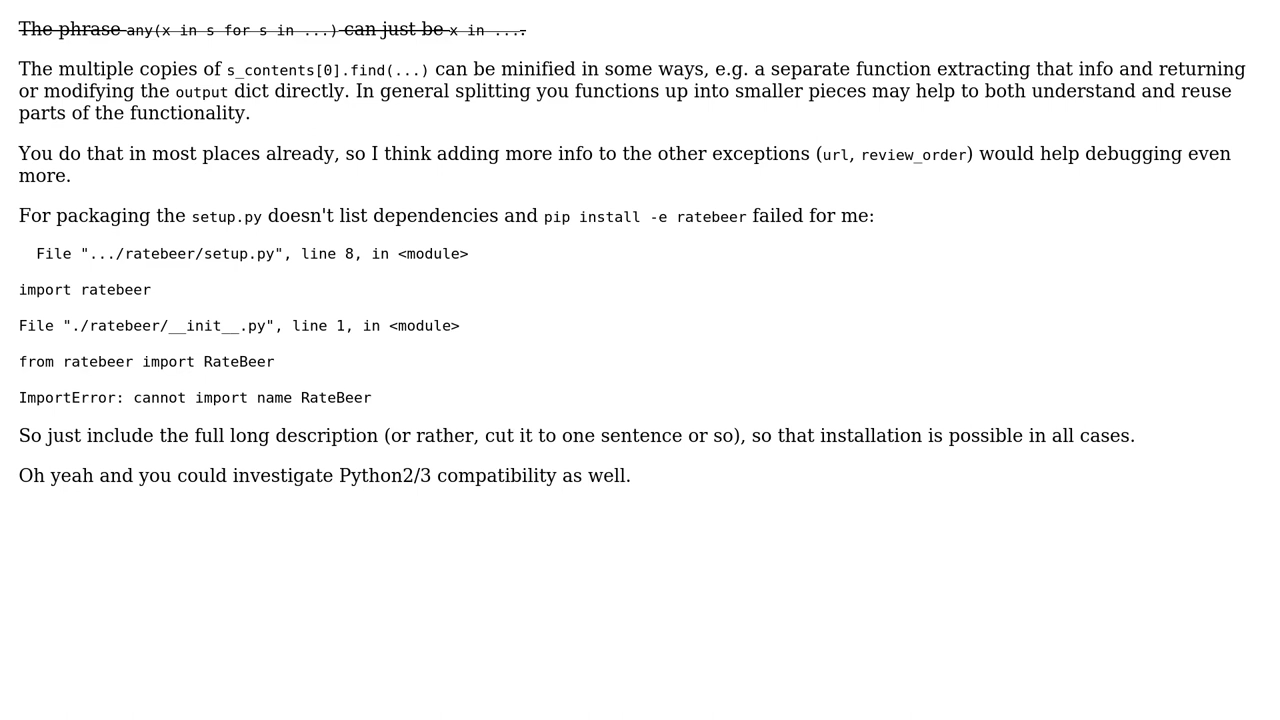 The phrase any(x in s for s in ...) can just be x in ....
The multiple copies of s_contents[0].find(...) can be minified in some ways, e.g. a separate function extracting that info and returning
or modifying the output dict directly. In general splitting you functions up into smaller pieces may help to both understand and reuse
parts of the functionality.
You do that in most places already, so I think adding more info to the other exceptions (url, review_order) would help debugging even
more.
For packaging the setup.py doesn't list dependencies and pip install -e ratebeer failed for me:
File ".../ratebeer/setup.py", line 8, in <module>
import ratebeer
File "./ratebeer/__init__.py", line 1, in <module>
from ratebeer import RateBeer
ImportError: cannot import name RateBeer
So just include the full long description (or rather, cut it to one sentence or so), so that installation is possible in all cases.
Oh yeah and you could investigate Python2/3 compatibility as well.